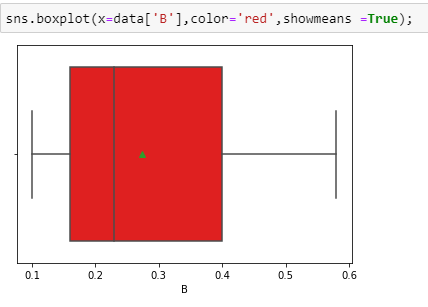 sns.boxplot(x=data['B'],color='red',showmeans =True);
0.1 0.2 0.3 0.4 0.5 0.6
B